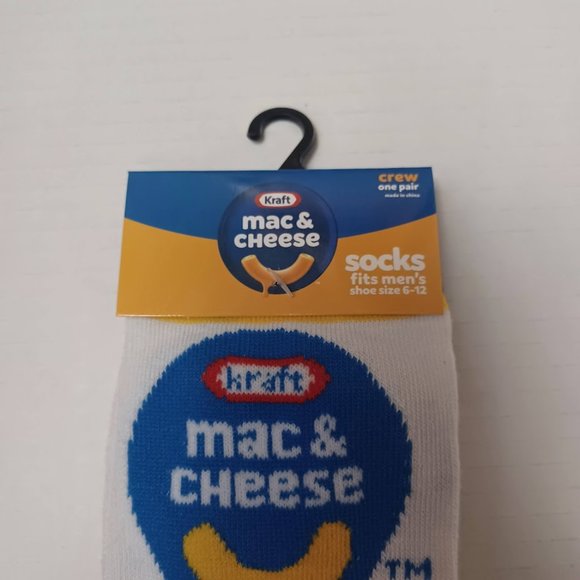 crew
one pair
made in china
Kraft
mac &
cheese
socks
fits men's
shoe size 6-12
kraft
mac &
cheese
TM